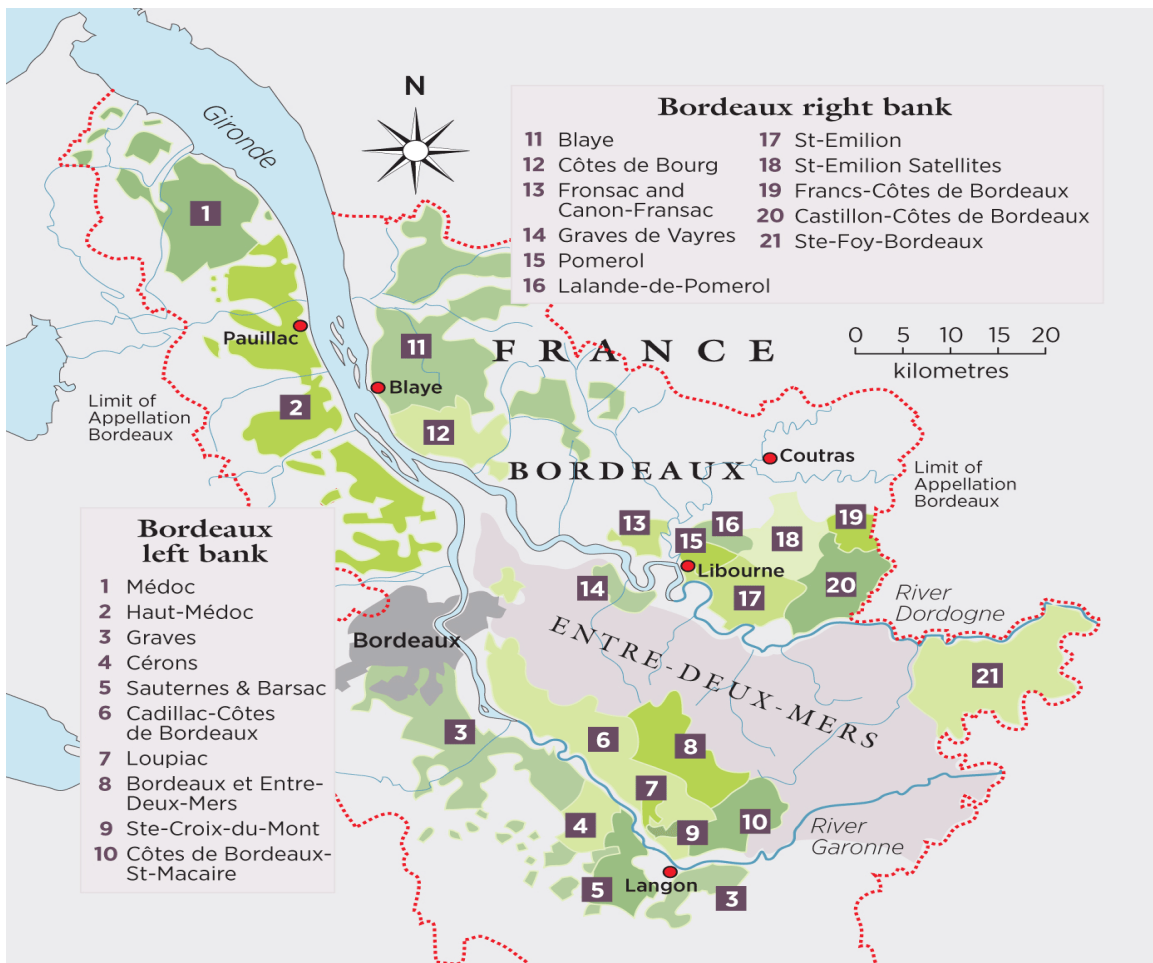 Gironde
N
Bordeaux right bank
11 Blaye
12 Côtes de Bourg
13 Fronsac and
Canon-Fransac
14 Graves de Vayres
15 Pomerol
16 Lalande-de-Pomerol
17 St-Emilion
18 St-Emilion Satellites
19 Francs-Côtes de Bordeaux
20 Castillon-Côtes de Bordeaux
21 Ste-Foy-Bordeaux
1
Pauillac
11
FRANCE
0 5 10 15 20
kilometres
Blaye
Limit of
Appellation
Bordeaux
2
12
BORDEAUX
Coutras
Limit of
Appellation
Bordeaux
Bordeaux
left bank
1 Médoc
2 Haut-Médoc
3 Graves
4 Cérons
5 Sauternes & Barsac
6 Cadillac-Côtes
de Bordeaux
7 Loupiac
8 Bordeaux et Entre-
Deux-Mers
9 Ste-Croix-du-Mont
10 Côtes de Bordeaux-
St-Macaire
13
16
15
18
19
Libourne
14
17
20
River
Dordogne
Bordeaux
ENTRE-DEUX-MERS
21
3
6
8
7
4
9
10
River
Garonne
5
Langon
3